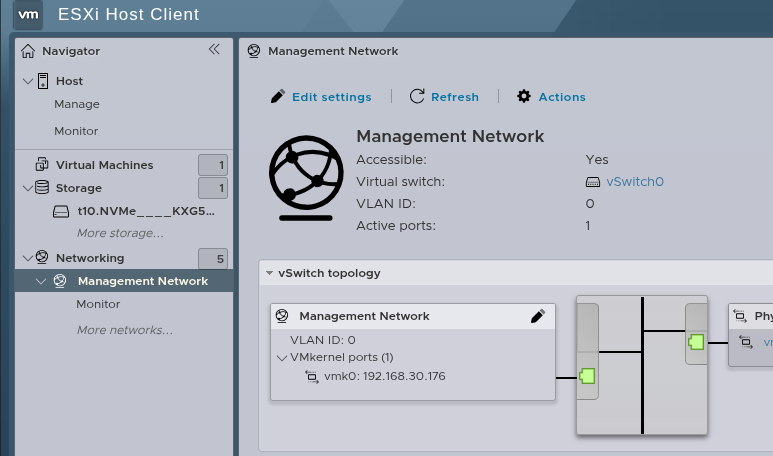 vm ESXi Host Client
Navigator
Host
Manage
Monitor
Virtual Machines 1
Storage 1
t10.NVMe____KXG5...
More storage...
Networking 5
Management Network
Monitor
More networks...
Management Network
Edit settings
Refresh
Actions
Management Network
Accessible: Yes
Virtual switch: vSwitch0
VLAN ID: 0
Active ports: 1
vSwitch topology
Management Network
VLAN ID: 0
VMkernel ports (1)
vmk0: 192.168.30.176